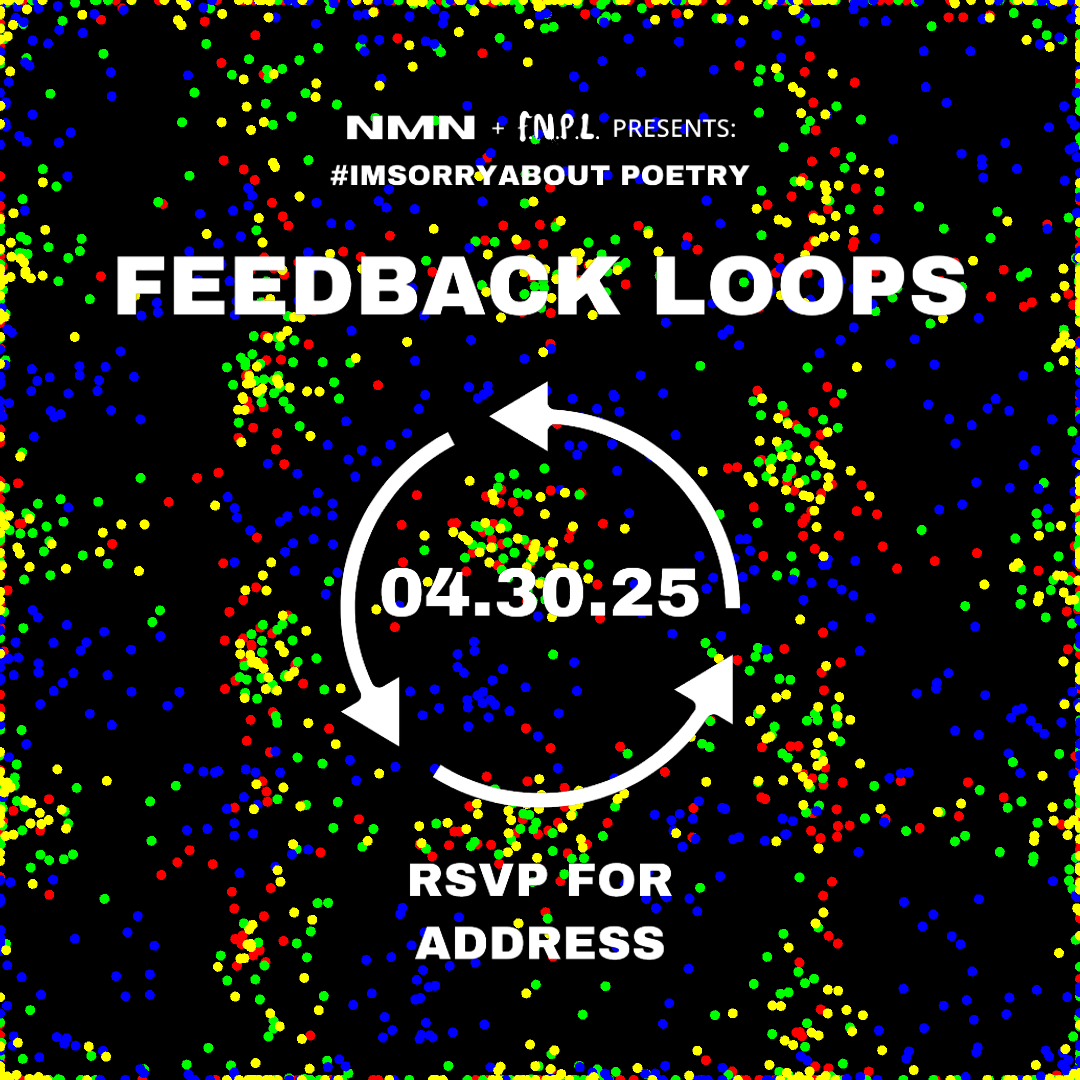 NMN + F.N.P.L. PRESENTS:
#IMSORRYABOUT POETRY
FEEDBACK LOOPS
04.30.25
RSVP FOR
ADDRESS